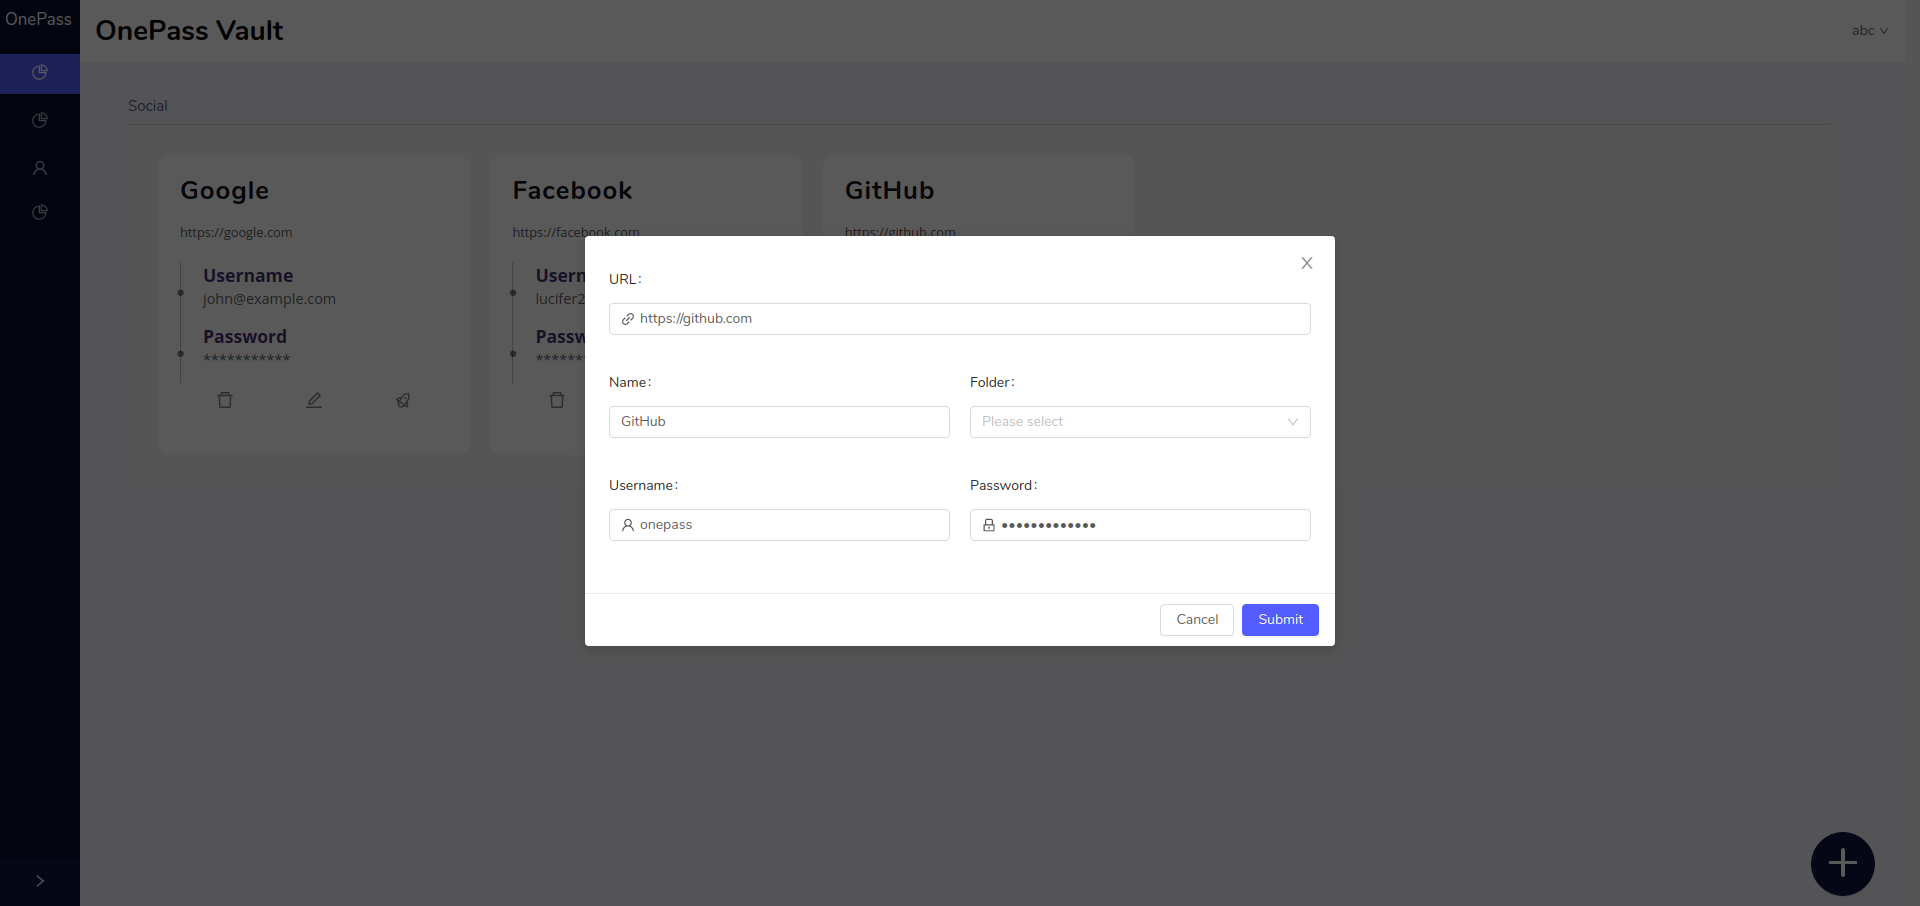 OnePass
OnePass Vault
abc
Social
Google
https://google.com
Username
john@example.com
Password
***********
Facebook
https://facebook.com
Usern
lucifer2
Passw
******
GitHub
https://github.com
URL:
https://github.com
Name:
GitHub
Folder:
Please select
Username:
onepass
Password:
•••••••••••••
Cancel
Submit